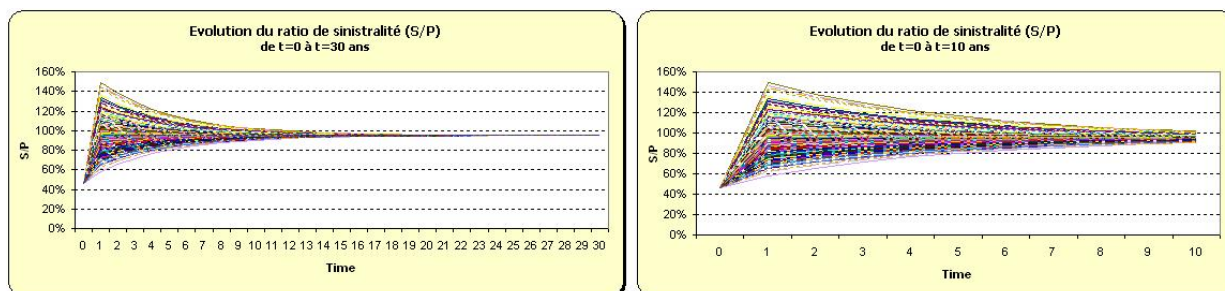 Evolution du ratio de sinistralité (S/P)
de t=0 à t=30 ans
160%
140%
120%
100%
80%
60%
40%
20%
0%
S/P
0 1 2 3 4 5 6 7 8 9 10 11 12 13 14 15 16 17 18 19 20 21 22 23 24 25 26 27 28 29 30
Time
Evolution du ratio de sinistralité (S/P)
de t=0 à t=10 ans
160%
140%
120%
100%
80%
60%
40%
20%
0%
S/P
0 1 2 3 4 5 6 7 8 9 10
Time